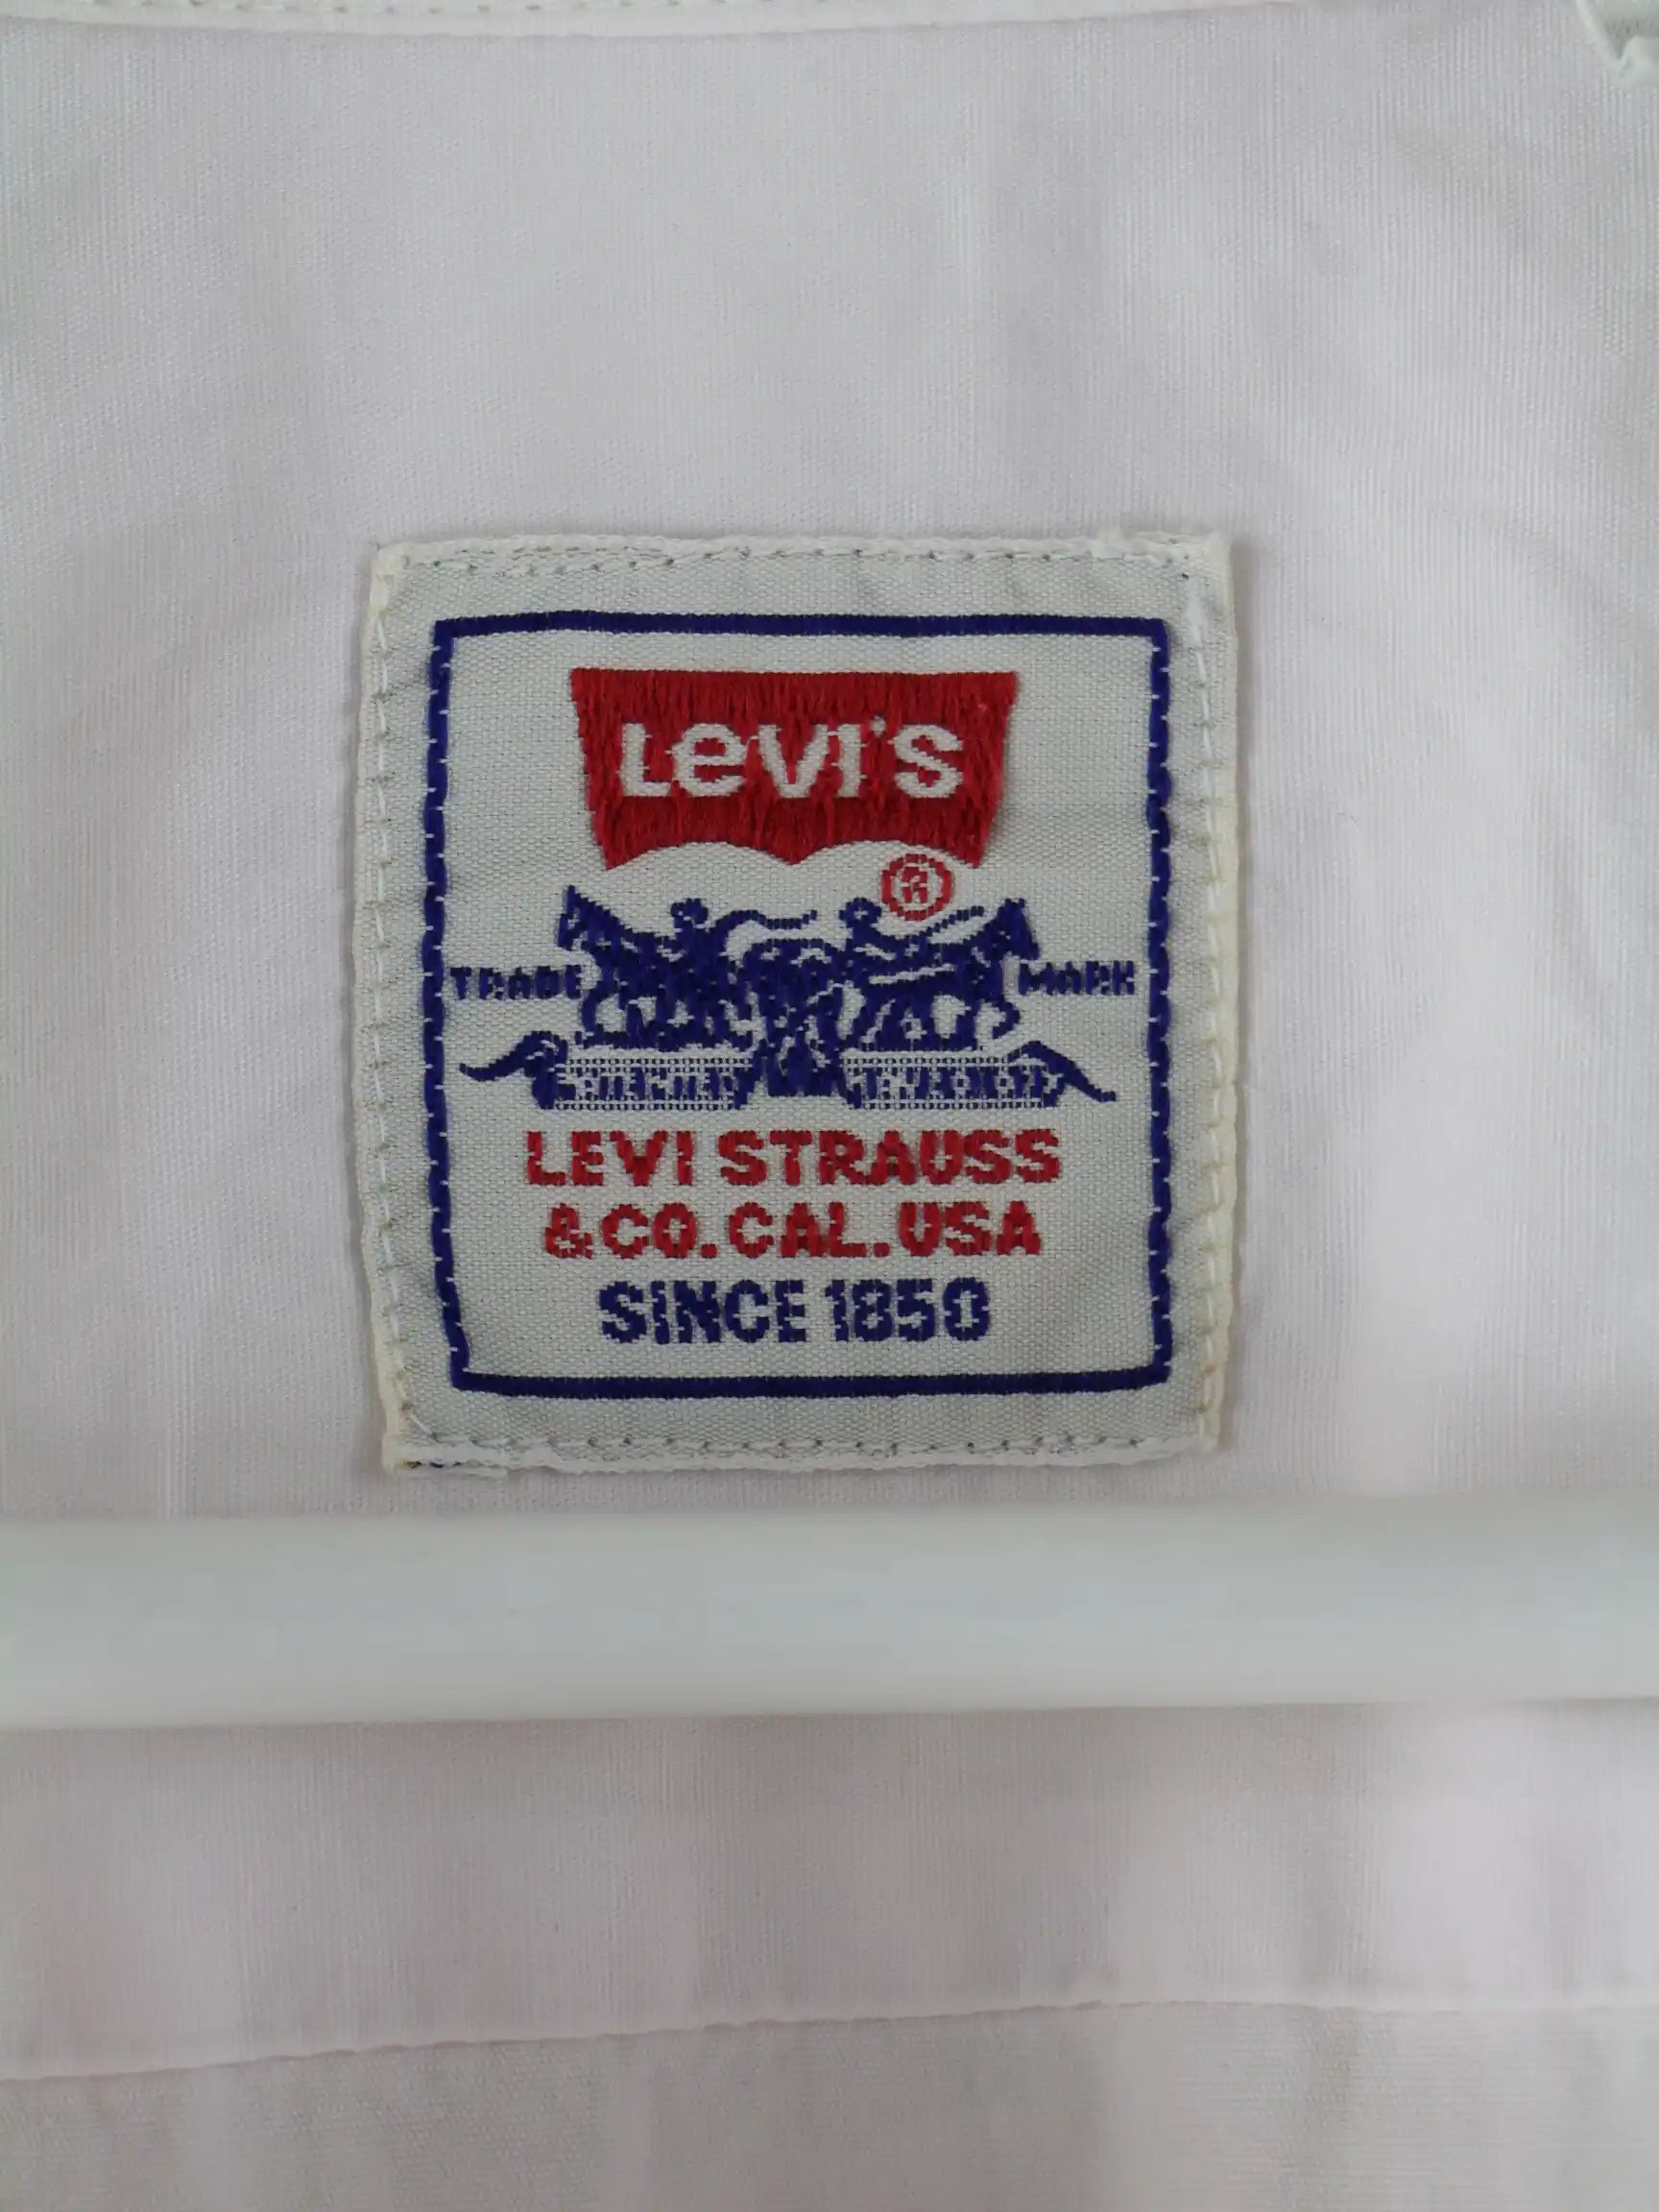 Levi's
®
TRADE MARK
LEVI STRAUSS
& CO. CAL. USA
SINCE 1850